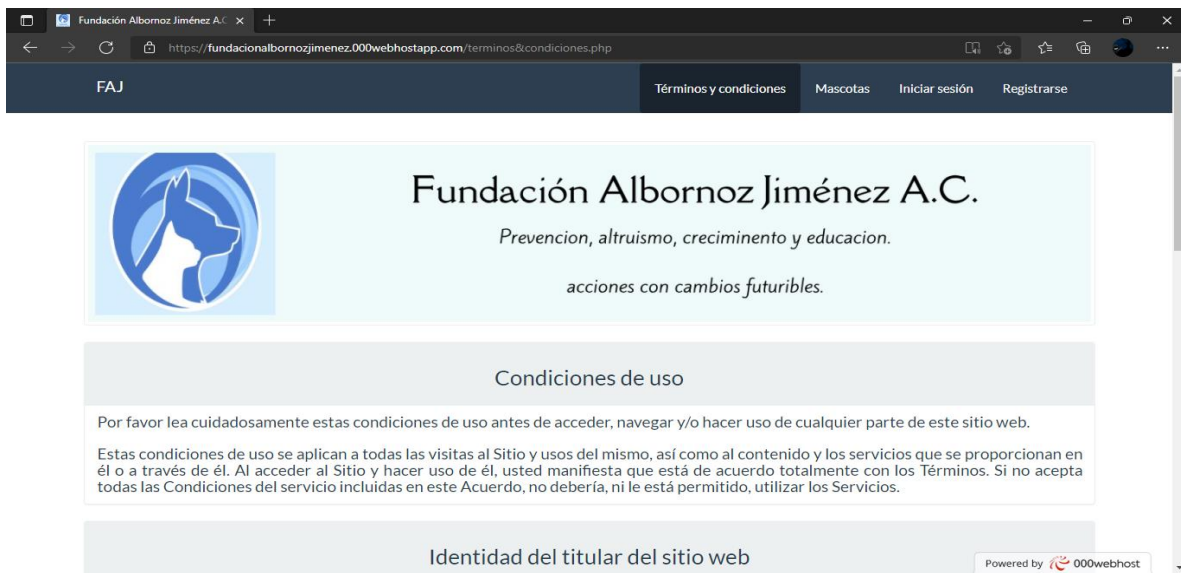 Fundación Albornoz Jiménez A.C
https://fundacionalbornozjimenez.000webhostapp.com/terminos&condiciones.php
FAJ
Términos y condiciones Mascotas Iniciar sesión Registrarse
Fundación Albornoz Jiménez A.C.
Prevencion, altruismo, creciminento y educacion.
acciones con cambios futuribles.
Condiciones de uso
Por favor lea cuidadosamente estas condiciones de uso antes de acceder, navegar y/o hacer uso de cualquier parte de este sitio web.
Estas condiciones de uso se aplican a todas las visitas al Sitio y usos del mismo, así como al contenido y los servicios que se proporcionan en
él o a través de él. Al acceder al Sitio y hacer uso de él, usted manifiesta que está de acuerdo totalmente con los Términos. Si no acepta
todas las Condiciones del servicio incluidas en este Acuerdo, no debería, ni le está permitido, utilizar los Servicios.
Identidad del titular del sitio web
Powered by 000webhost